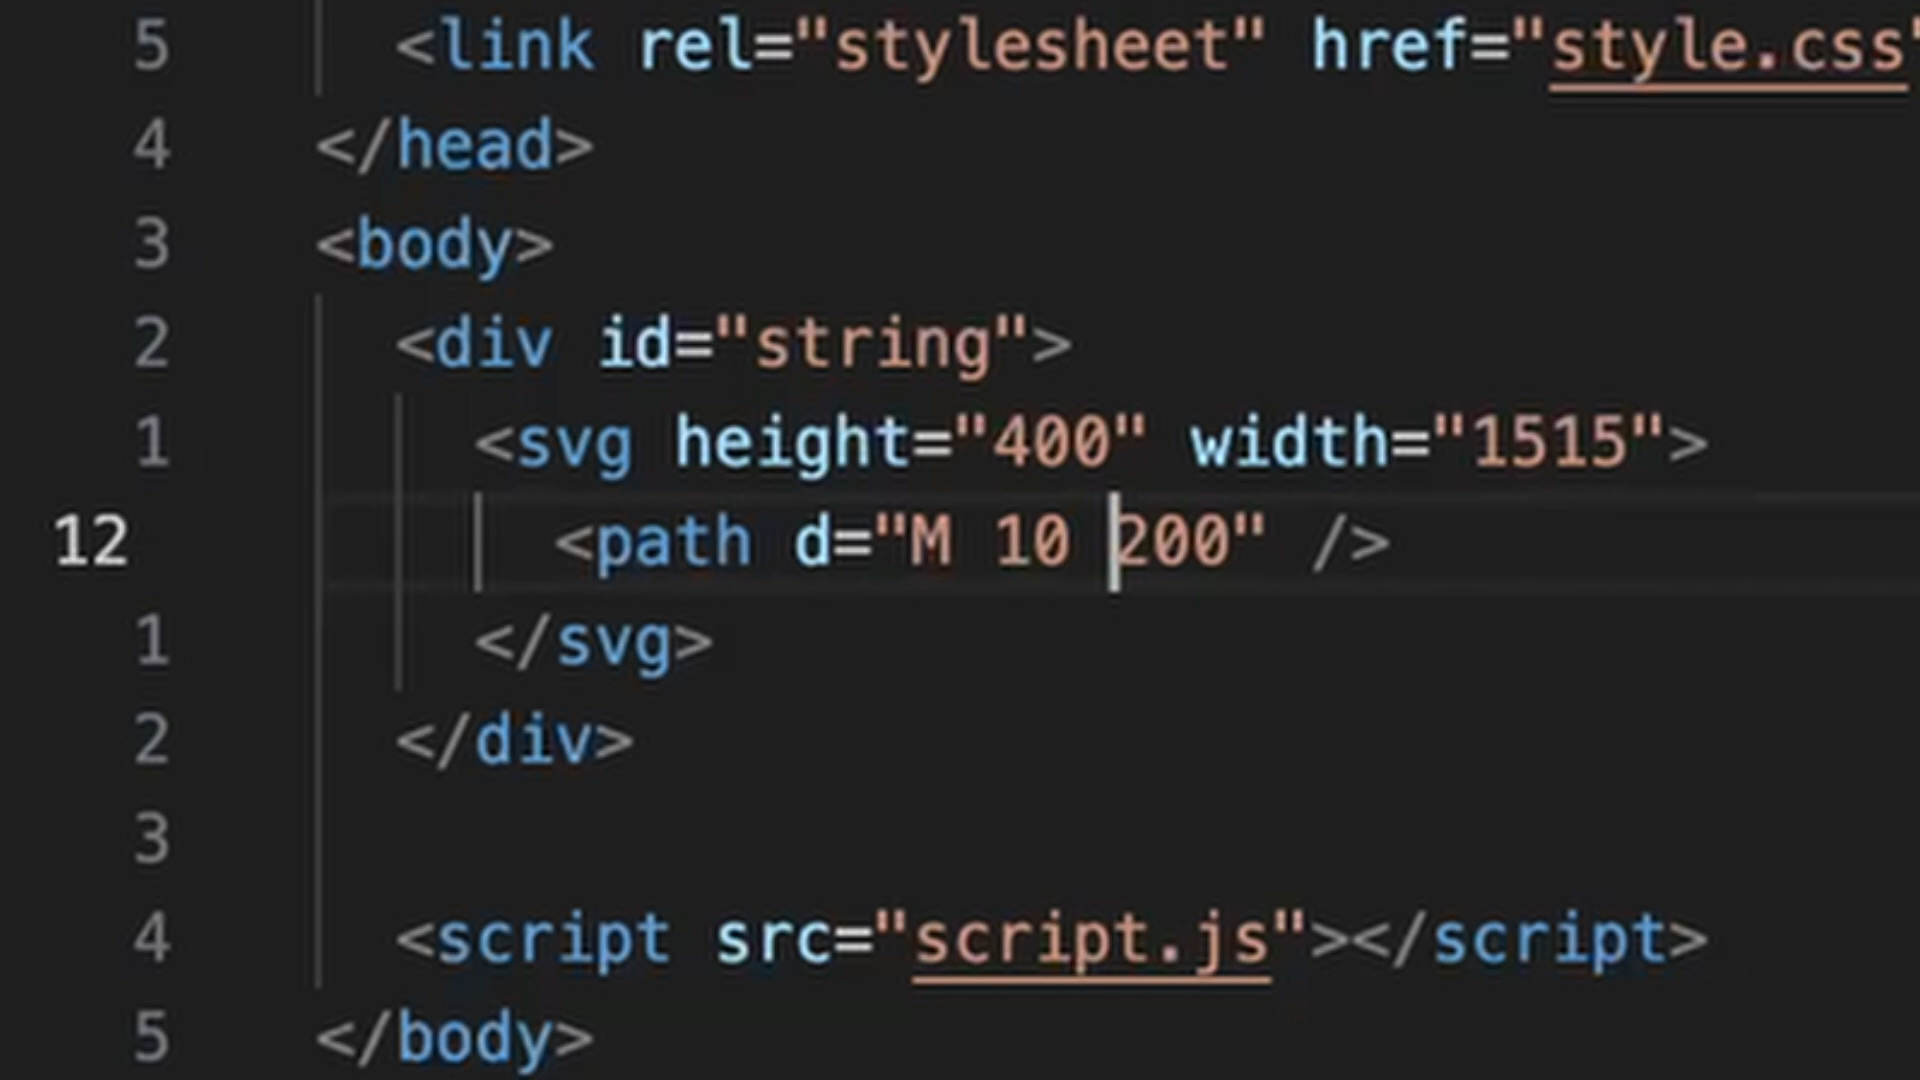 5 <link rel="stylesheet" href="style.css"
4 </head>
3 <body>
2 <div id="string">
1 <svg height="400" width="1515">
12 <path d="M 10 200" />
1 </svg>
2 </div>
3
4 <script src="script.js"></script>
5 </body>